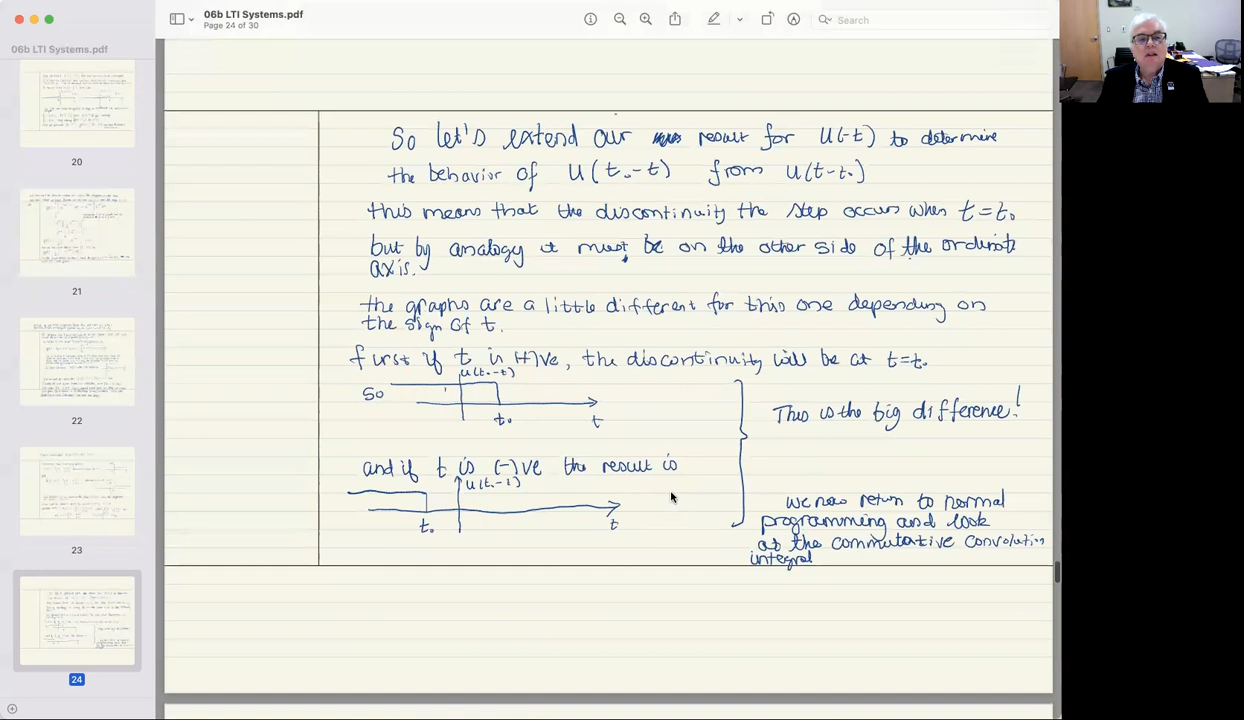 06b LTI Systems.pdf
Page 24 of 30
Search
06b LTI Systems.pdf
20
21
22
23
24
So let's extend our result for u(-t) to determine
the behavior of u(t₀-t) from u(t-t₀)
this means that the discontinuity the step occurs when t=t₀
but by analogy it must be on the other side of the ordinate
axis.
the graphs are a little different for this one depending on
the sign of t.
first if t is (+)ve, the discontinuity will be at t=t₀
u(t₀-t)
so
t₀
t
This is the big difference!
and if t is (-)ve the result is
u(t₀-t)
t₀
t
we now return to normal
programming and look
at the commutative convolution
integral